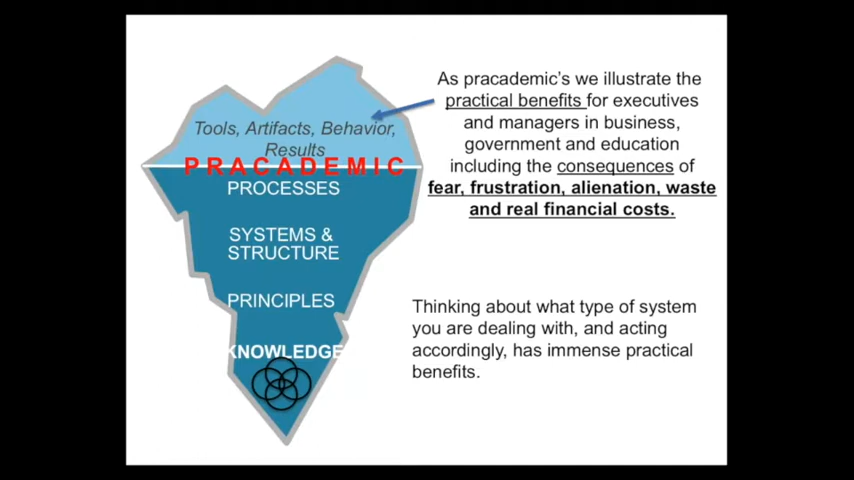 As pracademic's we illustrate the
practical benefits for executives
and managers in business,
government and education
including the consequences of
fear, frustration, alienation, waste
and real financial costs.
Tools, Artifacts, Behavior,
Results
PRACADEMIC
PROCESSES
SYSTEMS &
STRUCTURE
PRINCIPLES
KNOWLEDGE
Thinking about what type of system
you are dealing with, and acting
accordingly, has immense practical
benefits.